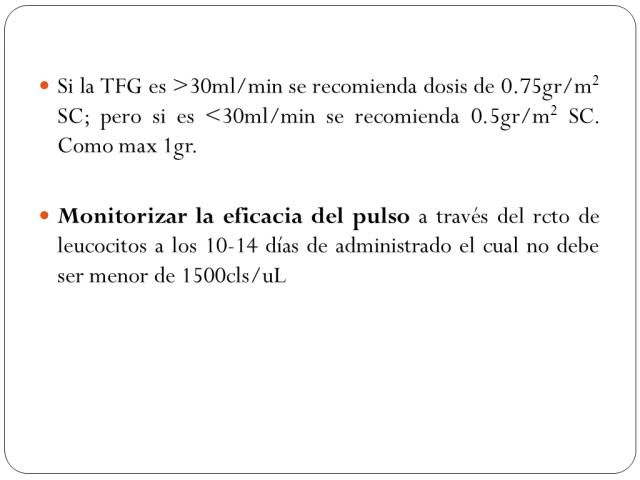 • Si la TFG es >30ml/min se recomienda dosis de 0.75gr/m²
SC; pero si es <30ml/min se recomienda 0.5gr/m² SC.
Como max 1gr.
• Monitorizar la eficacia del pulso a través del rcto de
leucocitos a los 10-14 días de administrado el cual no debe
ser menor de 1500cls/uL